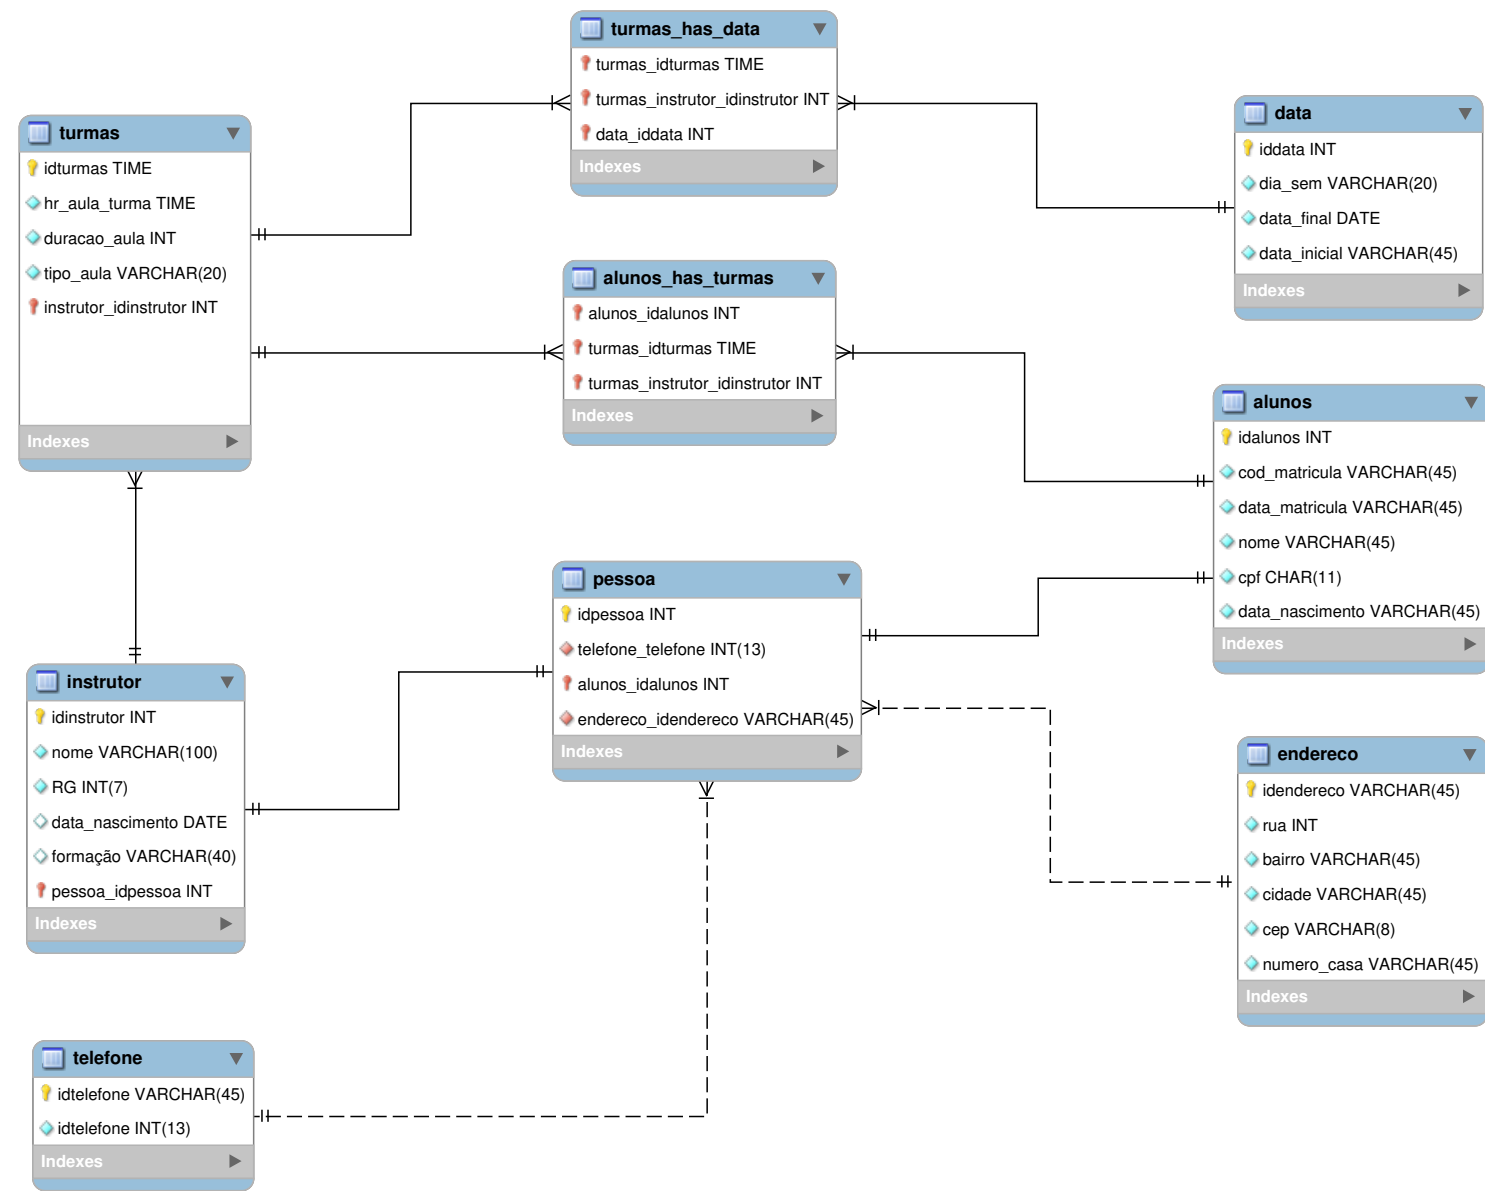 turmas_has_data
turmas_idturmas TIME
turmas_instrutor_idinstrutor INT
data_iddata INT
Indexes
turmas
idturmas TIME
hr_aula_turma TIME
duracao_aula INT
tipo_aula VARCHAR(20)
instrutor_idinstrutor INT
Indexes
data
iddata INT
dia_sem VARCHAR(20)
data_final DATE
data_inicial VARCHAR(45)
Indexes
alunos_has_turmas
alunos_idalunos INT
turmas_idturmas TIME
turmas_instrutor_idinstrutor INT
Indexes
alunos
idalunos INT
cod_matricula VARCHAR(45)
data_matricula VARCHAR(45)
nome VARCHAR(45)
cpf CHAR(11)
data_nascimento VARCHAR(45)
Indexes
pessoa
idpessoa INT
telefone_telefone INT(13)
alunos_idalunos INT
endereco_idendereco VARCHAR(45)
Indexes
instrutor
idinstrutor INT
nome VARCHAR(100)
RG INT(7)
data_nascimento DATE
formação VARCHAR(40)
pessoa_idpessoa INT
Indexes
endereco
idendereco VARCHAR(45)
rua INT
bairro VARCHAR(45)
cidade VARCHAR(45)
cep VARCHAR(8)
numero_casa VARCHAR(45)
Indexes
telefone
idtelefone VARCHAR(45)
idtelefone INT(13)
Indexes